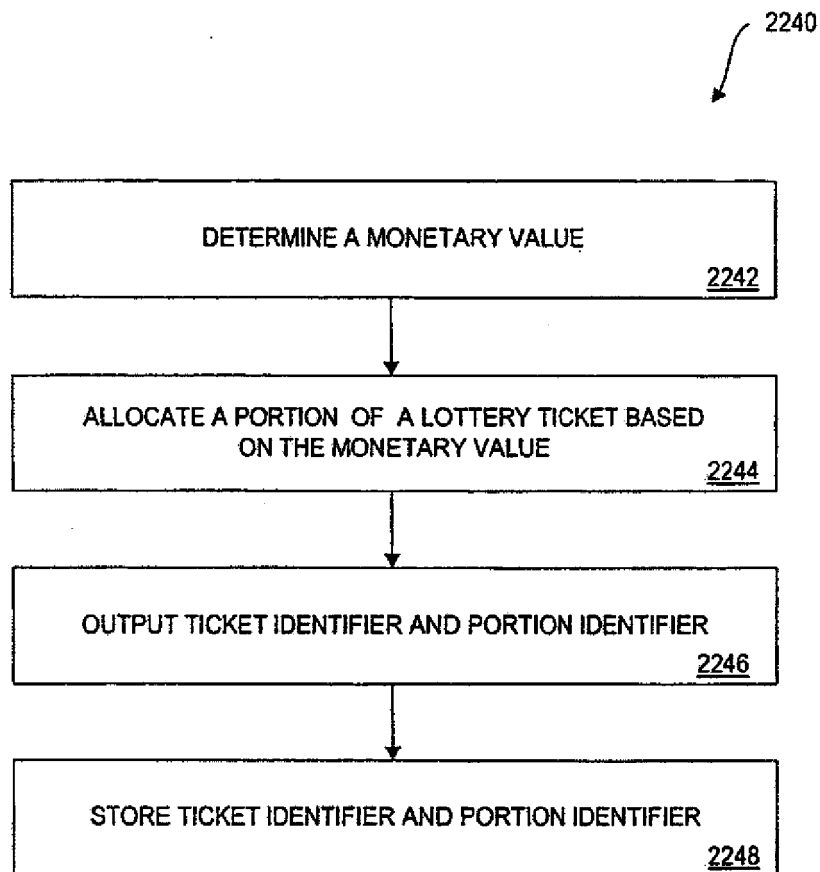 2240
DETERMINE A MONETARY VALUE
2242
ALLOCATE A PORTION OF A LOTTERY TICKET BASED
ON THE MONETARY VALUE
2244
OUTPUT TICKET IDENTIFIER AND PORTION IDENTIFIER
2246
STORE TICKET IDENTIFIER AND PORTION IDENTIFIER
2248